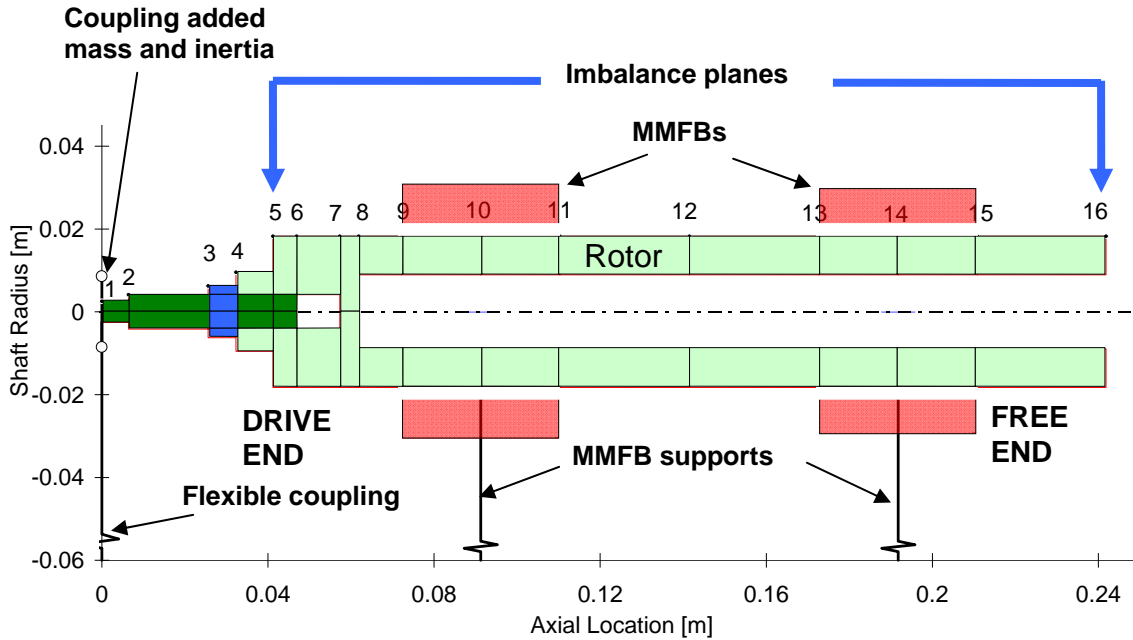 Coupling added
mass and inertia
Imbalance planes
MMFBs
0.04
0.02
0
-0.02
-0.04
-0.06
Shaft Radius [m]
1
2
3
4
5
6
7
8
9
10
11
12
13
14
15
16
Rotor
DRIVE
END
FREE
END
MMFB supports
Flexible coupling
0
0.04
0.08
0.12
0.16
0.2
0.24
Axial Location [m]